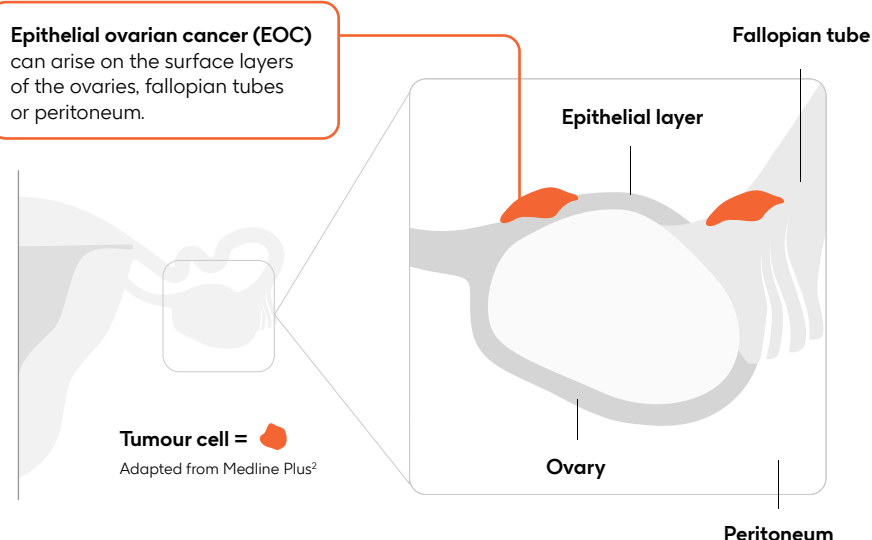 Epithelial ovarian cancer (EOC)
can arise on the surface layers
of the ovaries, fallopian tubes
or peritoneum.
Fallopian tube
Epithelial layer
Tumour cell =
Adapted from Medline Plus²
Ovary
Peritoneum